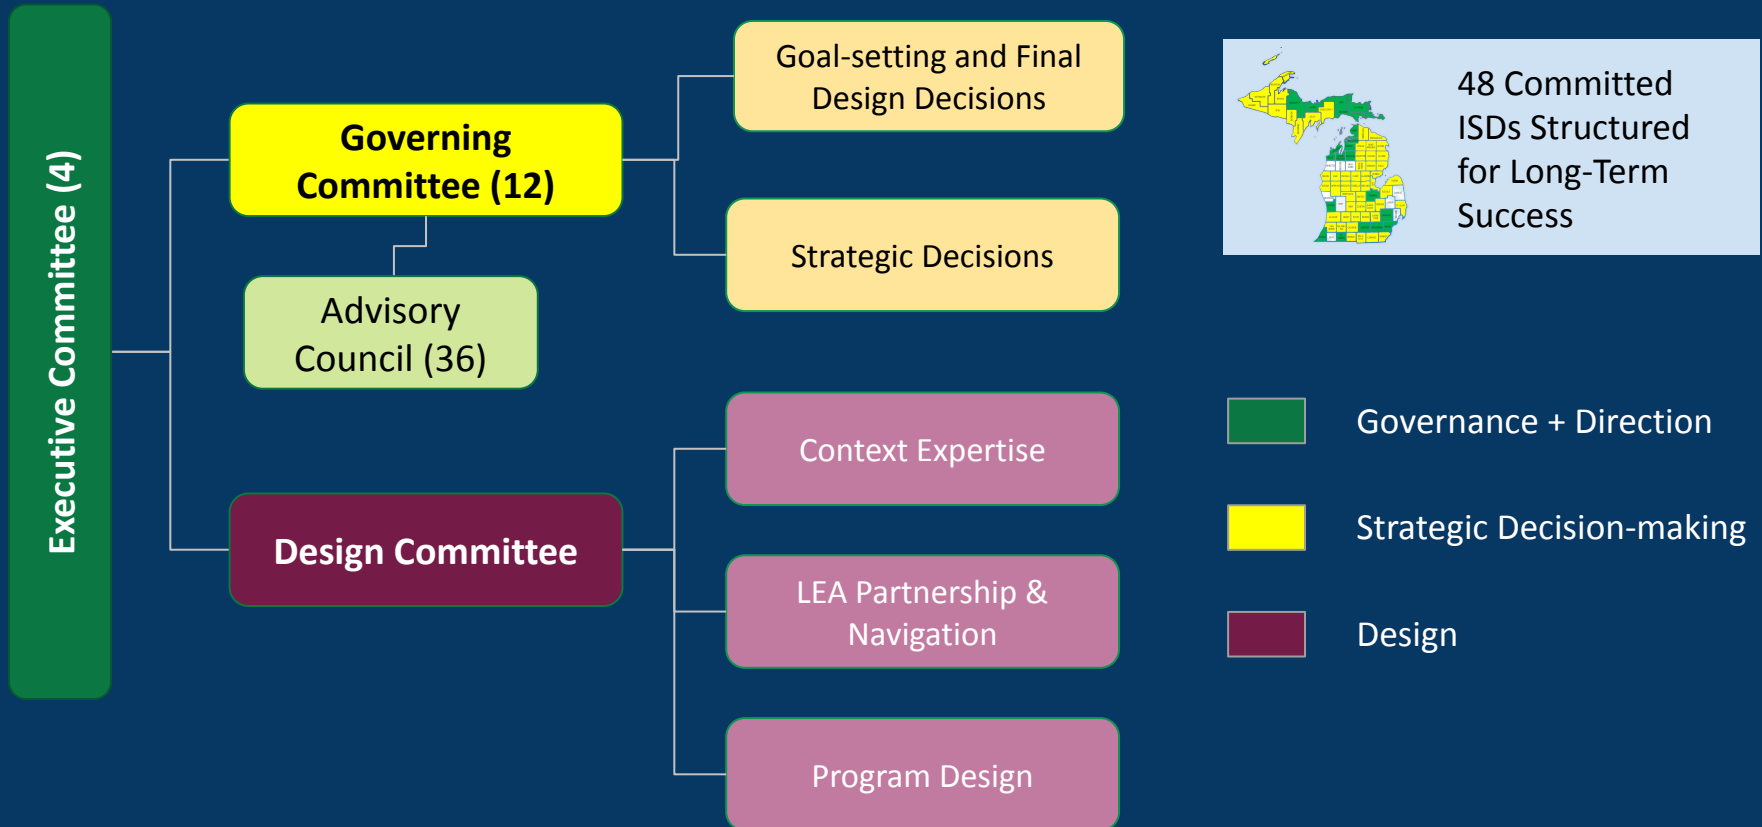 Executive Committee (4)
Governing
Committee (12)
Advisory
Council (36)
Design Committee
Goal-setting and Final
Design Decisions
Strategic Decisions
Context Expertise
LEA Partnership &
Navigation
Program Design
48 Committed
ISDs Structured
for Long-Term
Success
Governance + Direction
Strategic Decision-making
Design